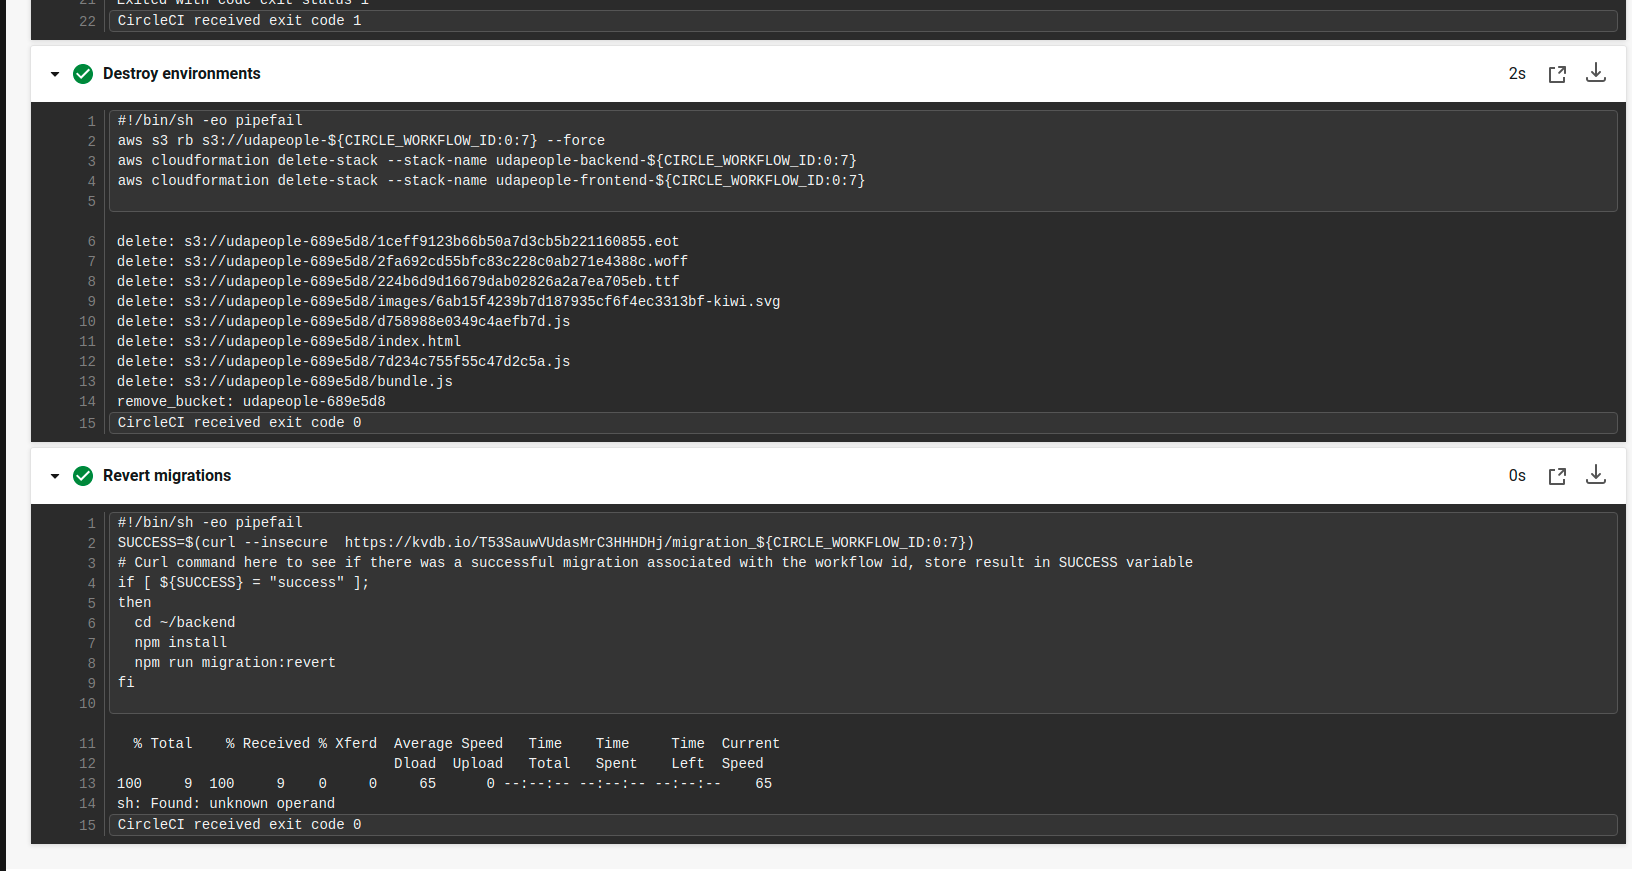 21 Exited with code exit status 1
22 CircleCI received exit code 1
Destroy environments 2s
1 #!/bin/sh -eo pipefail
2 aws s3 rb s3://udapeople-${CIRCLE_WORKFLOW_ID:0:7} --force
3 aws cloudformation delete-stack --stack-name udapeople-backend-${CIRCLE_WORKFLOW_ID:0:7}
4 aws cloudformation delete-stack --stack-name udapeople-frontend-${CIRCLE_WORKFLOW_ID:0:7}
5
6 delete: s3://udapeople-689e5d8/1ceff9123b66b50a7d3cb5b221160855.eot
7 delete: s3://udapeople-689e5d8/2fa692cd55bfc83c228c0ab271e4388c.woff
8 delete: s3://udapeople-689e5d8/224b6d9d16679dab02826a2a7ea705eb.ttf
9 delete: s3://udapeople-689e5d8/images/6ab15f4239b7d187935cf6f4ec3313bf-kiwi.svg
10 delete: s3://udapeople-689e5d8/d758988e0349c4aefb7d.js
11 delete: s3://udapeople-689e5d8/index.html
12 delete: s3://udapeople-689e5d8/7d234c755f55c47d2c5a.js
13 delete: s3://udapeople-689e5d8/bundle.js
14 remove_bucket: udapeople-689e5d8
15 CircleCI received exit code 0
Revert migrations 0s
1 #!/bin/sh -eo pipefail
2 SUCCESS=$(curl --insecure  https://kvdb.io/T53SauwVUdasMrC3HHHDHj/migration_${CIRCLE_WORKFLOW_ID:0:7})
3 # Curl command here to see if there was a successful migration associated with the workflow id, store result in SUCCESS variable
4 if [ ${SUCCESS} = "success" ];
5 then
6   cd ~/backend
7   npm install
8   npm run migration:revert
9 fi
10
11   % Total    % Received % Xferd  Average Speed   Time    Time     Time  Current
12                                  Dload  Upload   Total   Spent    Left  Speed
13 100     9  100     9    0     0     65      0 --:--:-- --:--:-- --:--:--    65
14 sh: Found: unknown operand
15 CircleCI received exit code 0